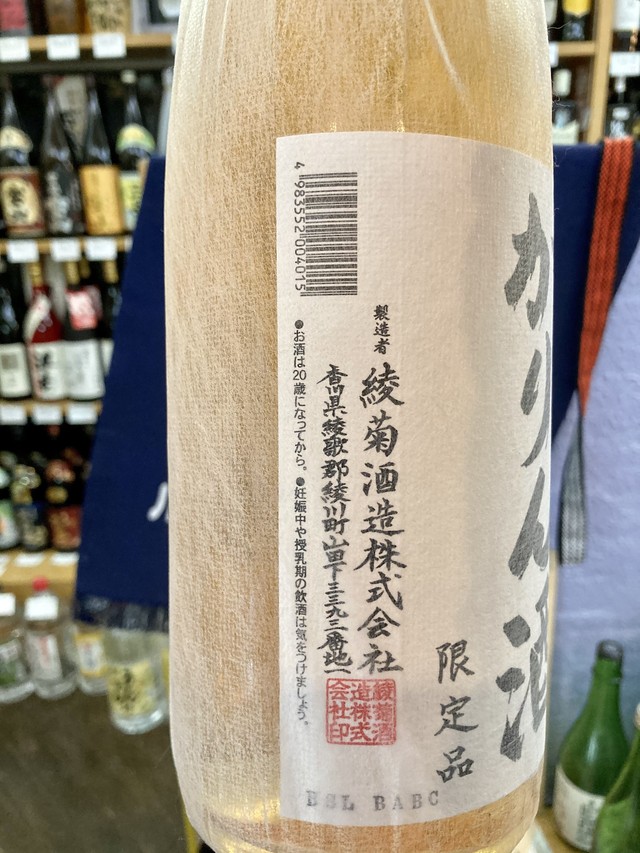 かりん酒
限定品
製造者
綾菊酒造株式会社
香川県綾歌郡綾川町山田下三三九三番地一
●お酒は20歳になってから。●妊娠中や授乳期の飲酒は気をつけましょう。
4983552004015
綾菊酒
造株式
会社印
BSL BABC